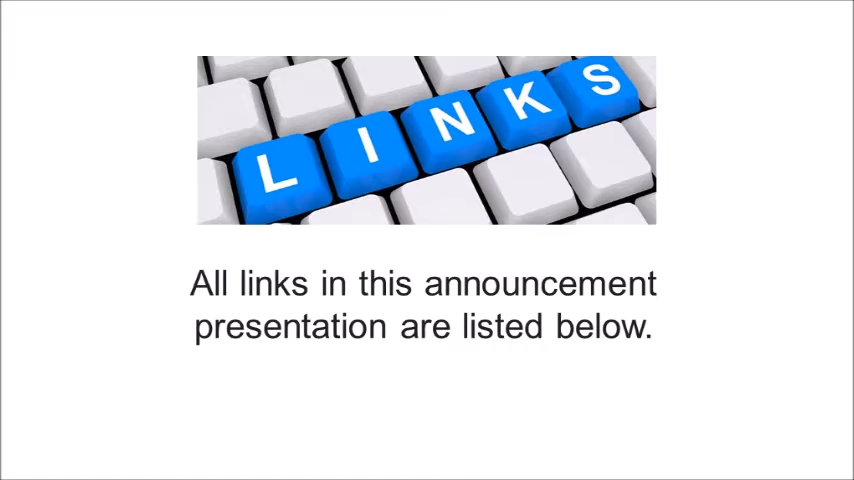 LINKS
All links in this announcement
presentation are listed below.